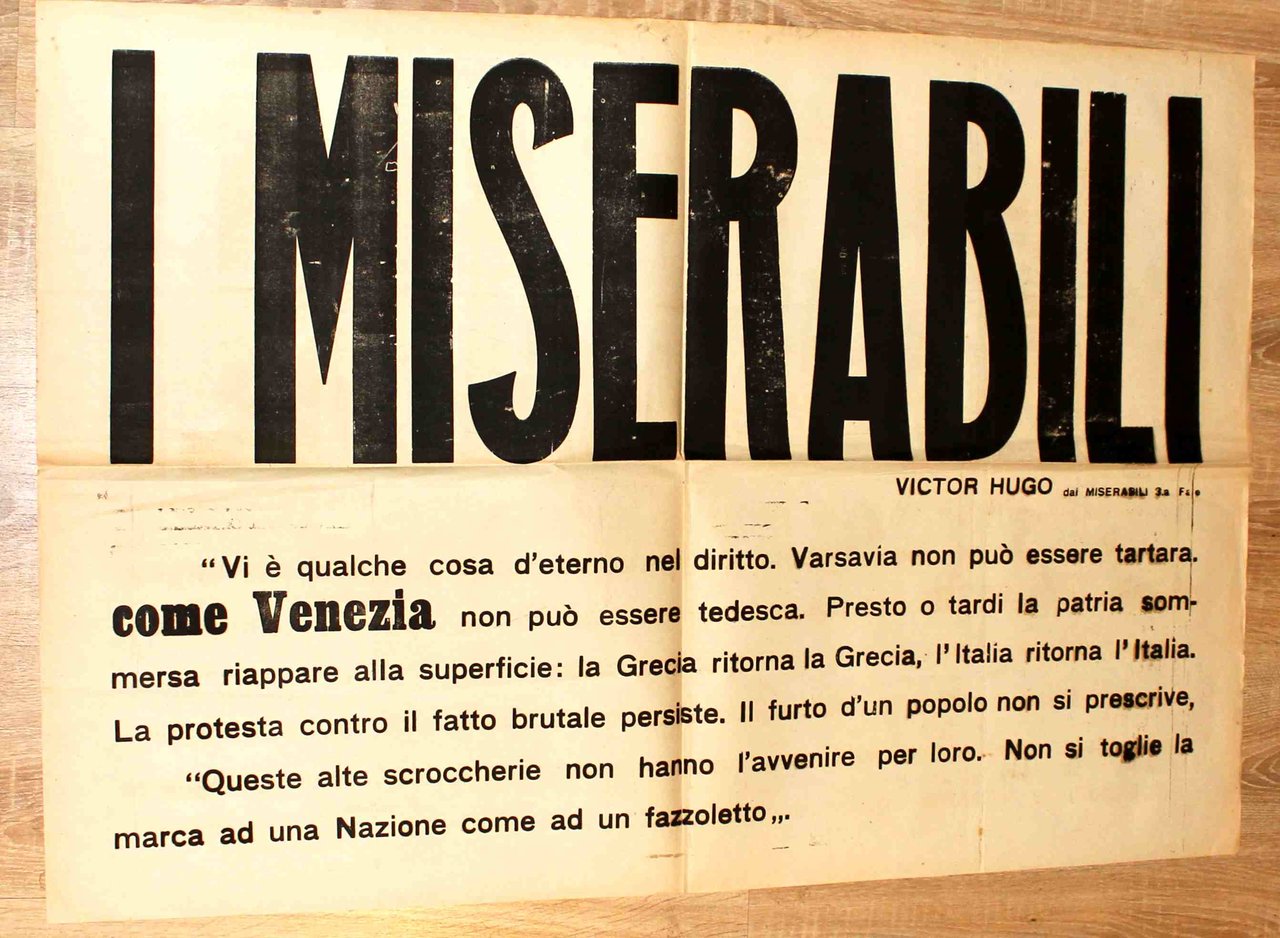 I MISERABILI
VICTOR HUGO dai MISERABILI 3.a
“Vi è qualche cosa d'eterno nel diritto. Varsavia non può essere tartara.
come Venezia non può essere tedesca. Presto o tardi la patria som-
mersa riappare alla superficie: la Grecia ritorna la Grecia, l'Italia ritorna l'Italia.
La protesta contro il fatto brutale persiste. Il furto d'un popolo non si prescrive,
“Queste alte scroccherie non hanno l'avvenire per loro. Non si toglie la
marca ad una Nazione come ad un fazzoletto„.